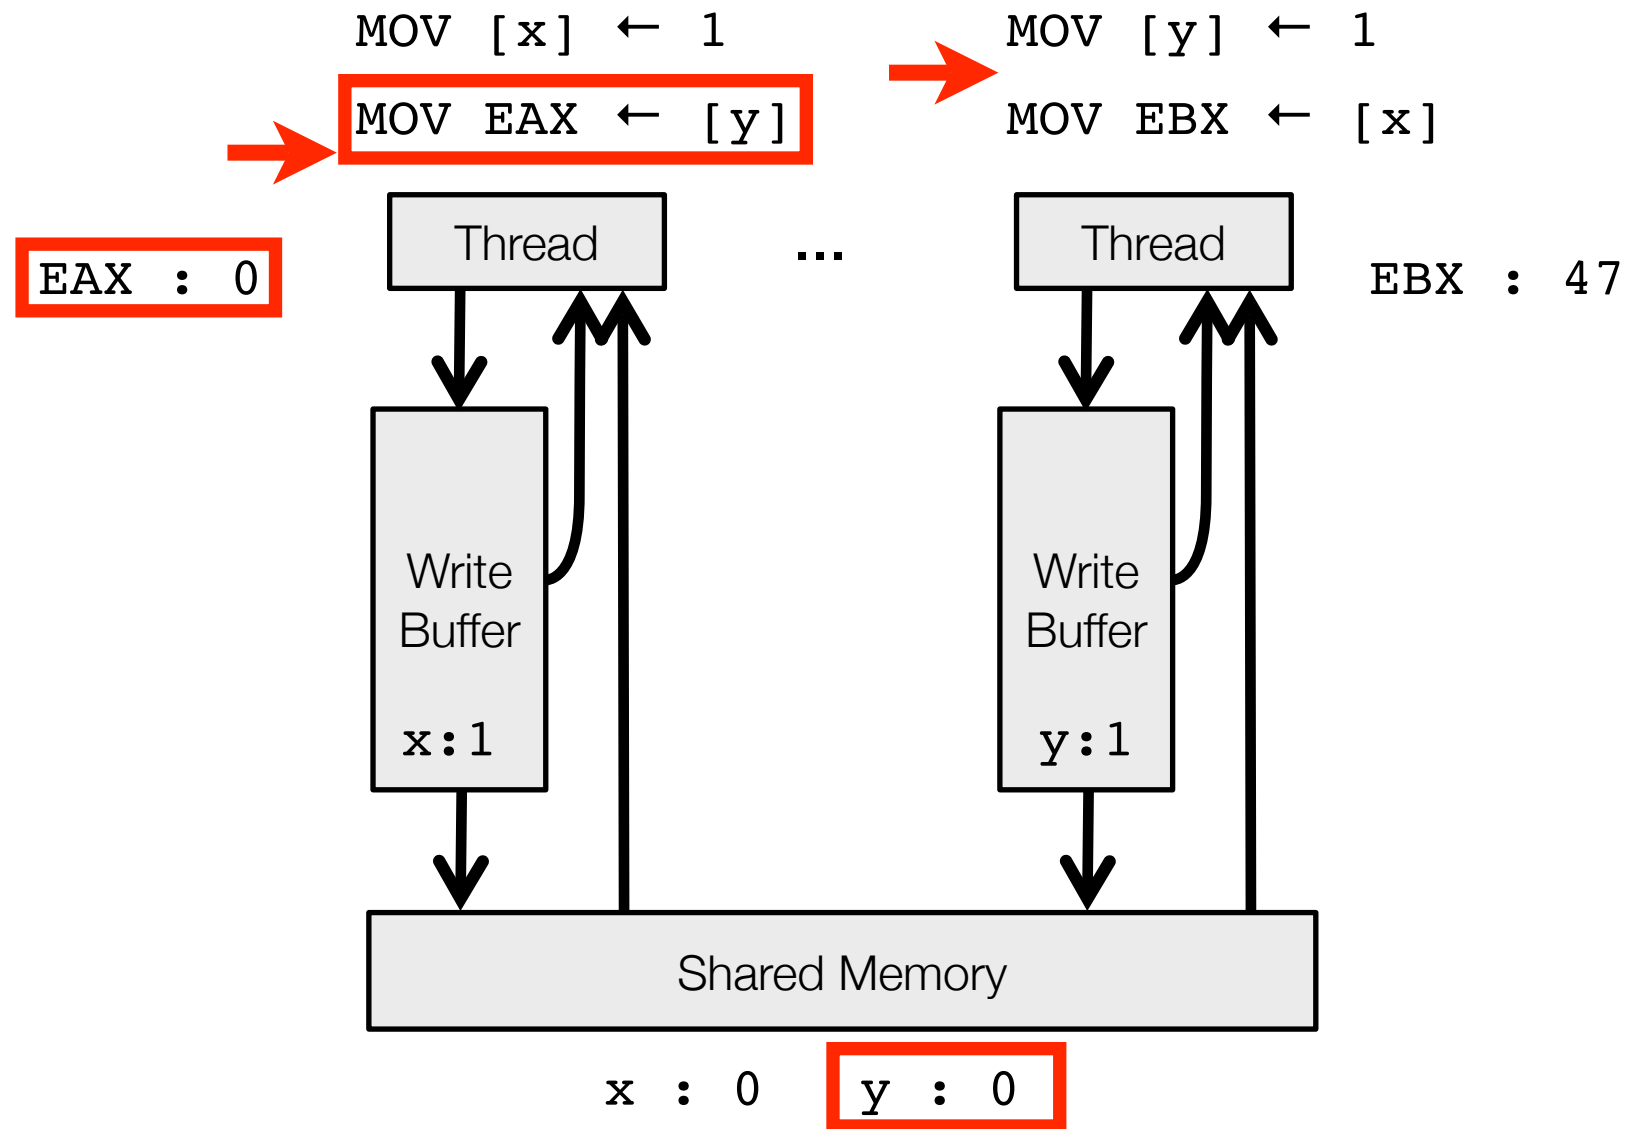 MOV [x] ← 1
MOV EAX ← [y]
MOV [y] ← 1
MOV EBX ← [x]
Thread
...
Thread
EAX : 0
EBX : 47
Write
Buffer
x:1
Write
Buffer
y:1
Shared Memory
x : 0
y : 0